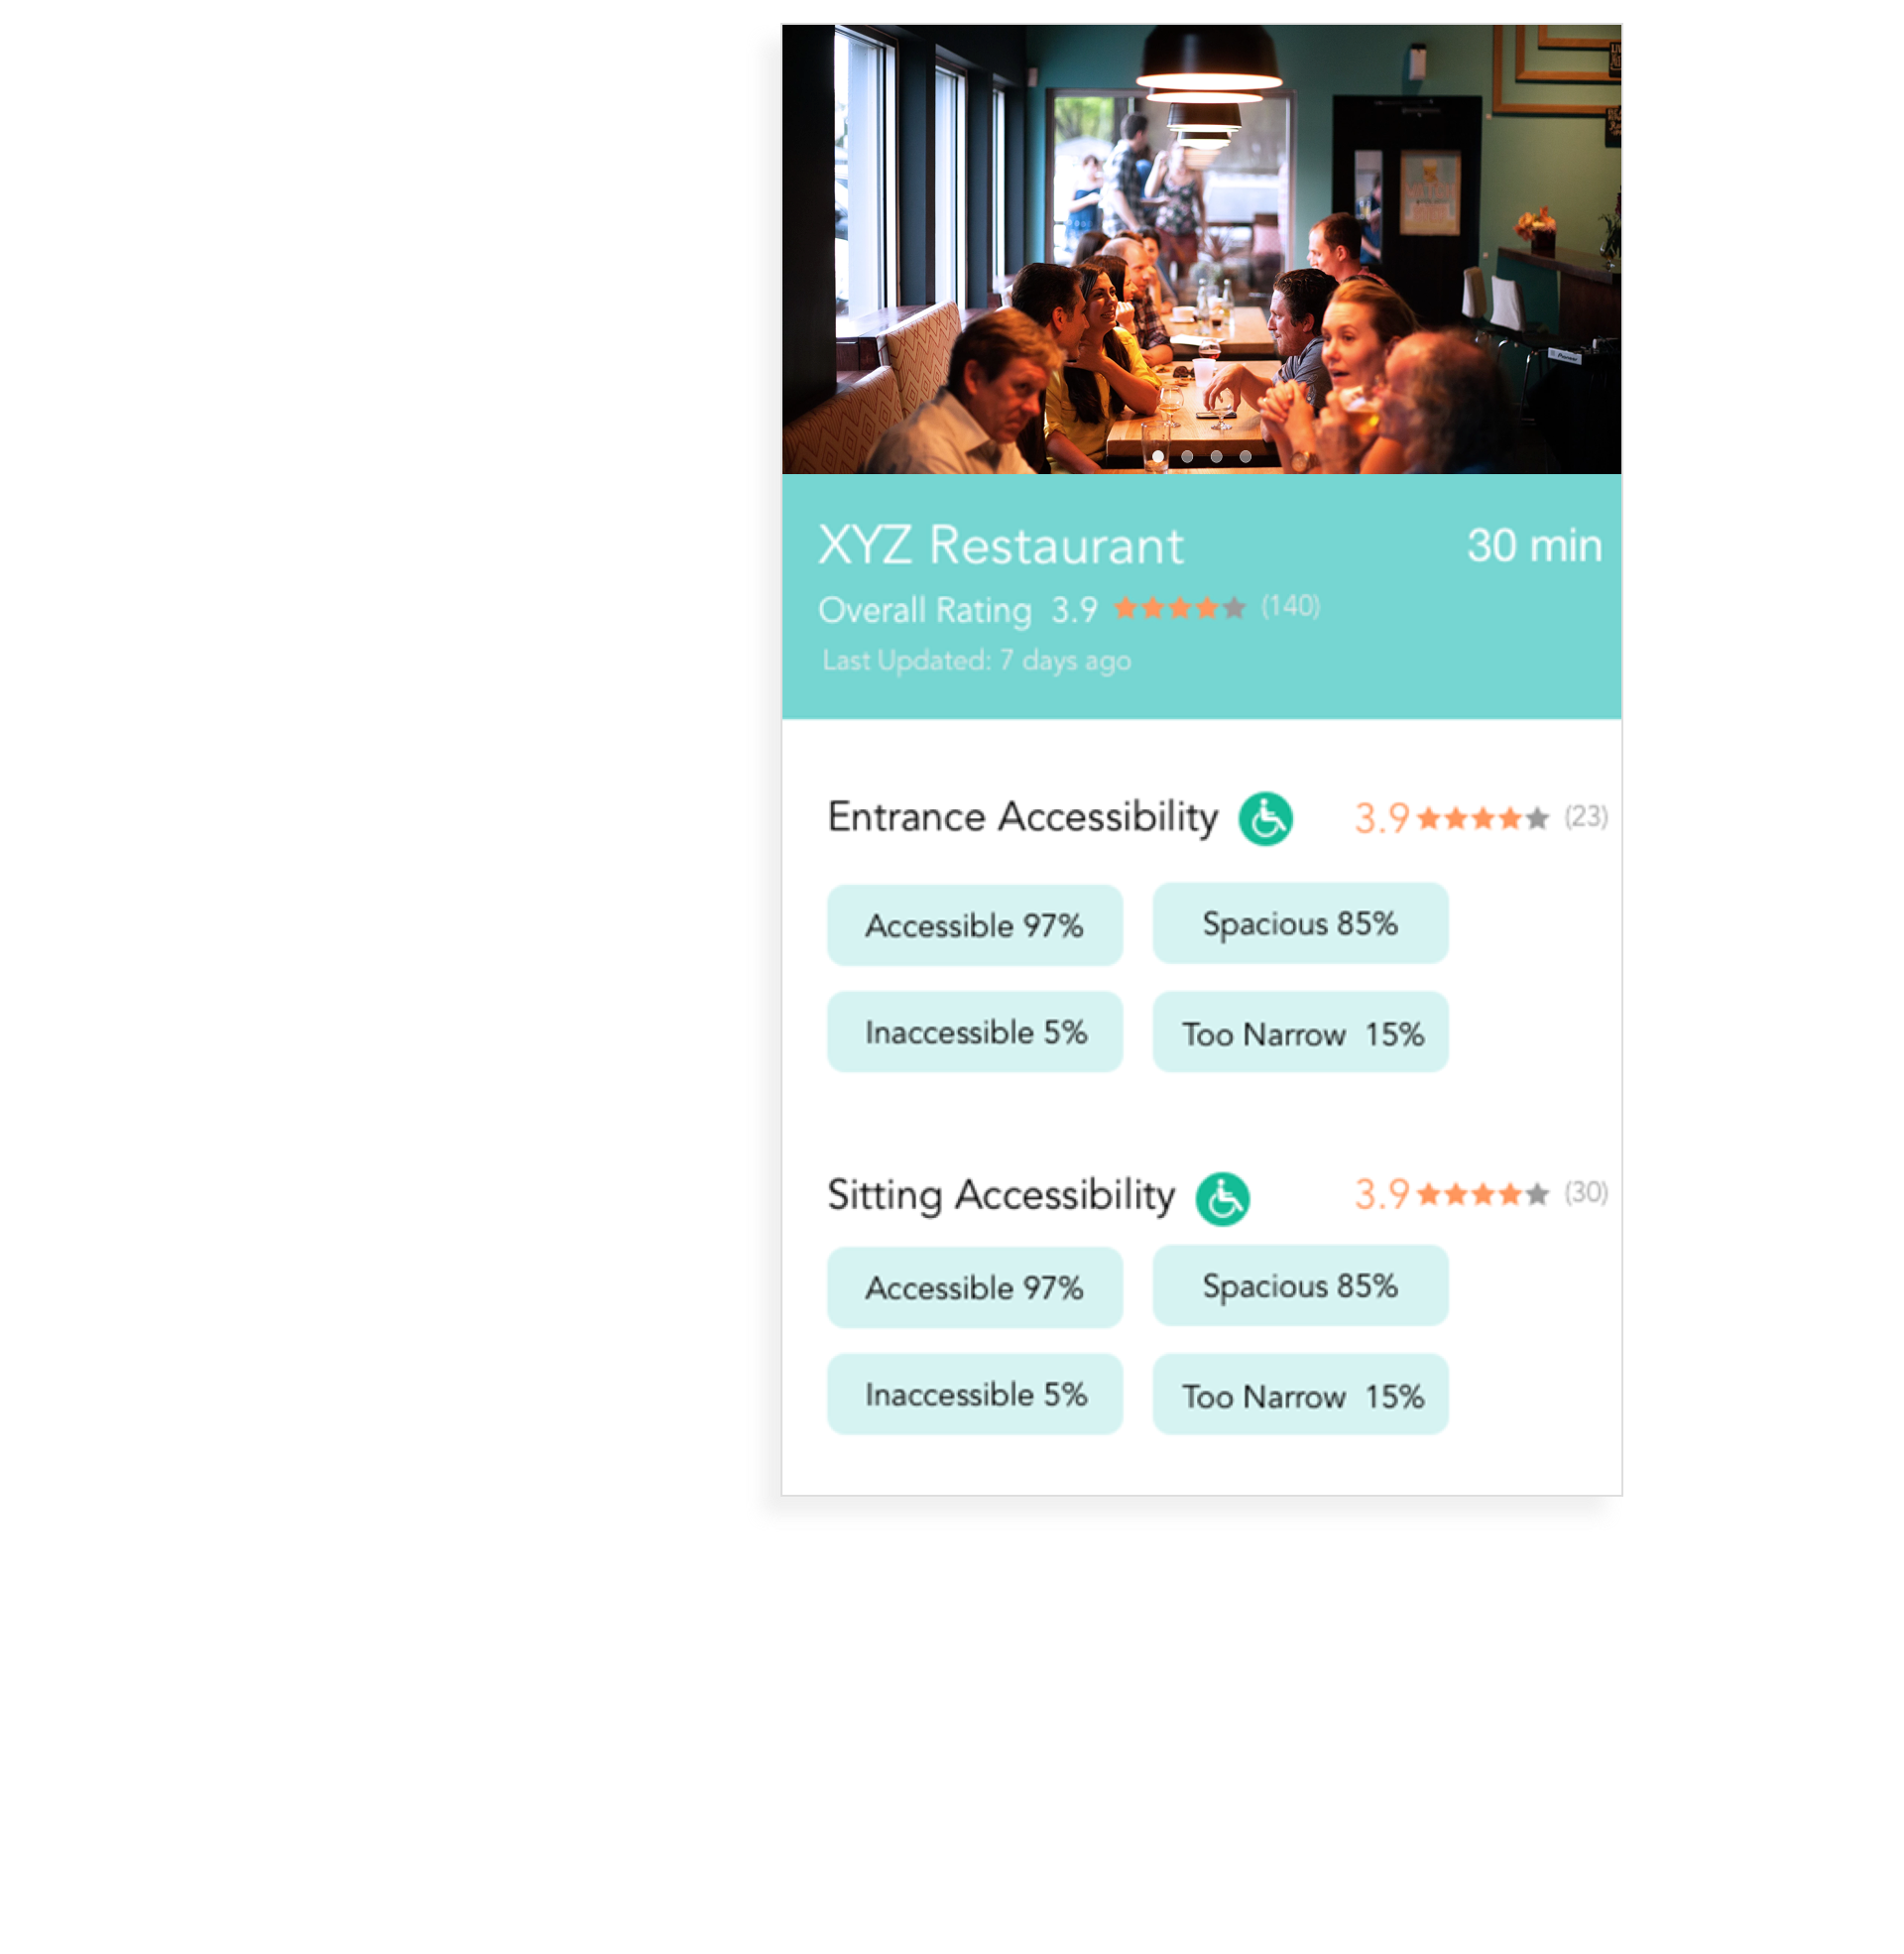 XYZ Restaurant 30 min
Overall Rating 3.9 (140)
Last Updated: 7 days ago
Entrance Accessibility 3.9 (23)
Accessible 97% Spacious 85%
Inaccessible 5% Too Narrow 15%
Sitting Accessibility 3.9 (30)
Accessible 97% Spacious 85%
Inaccessible 5% Too Narrow 15%